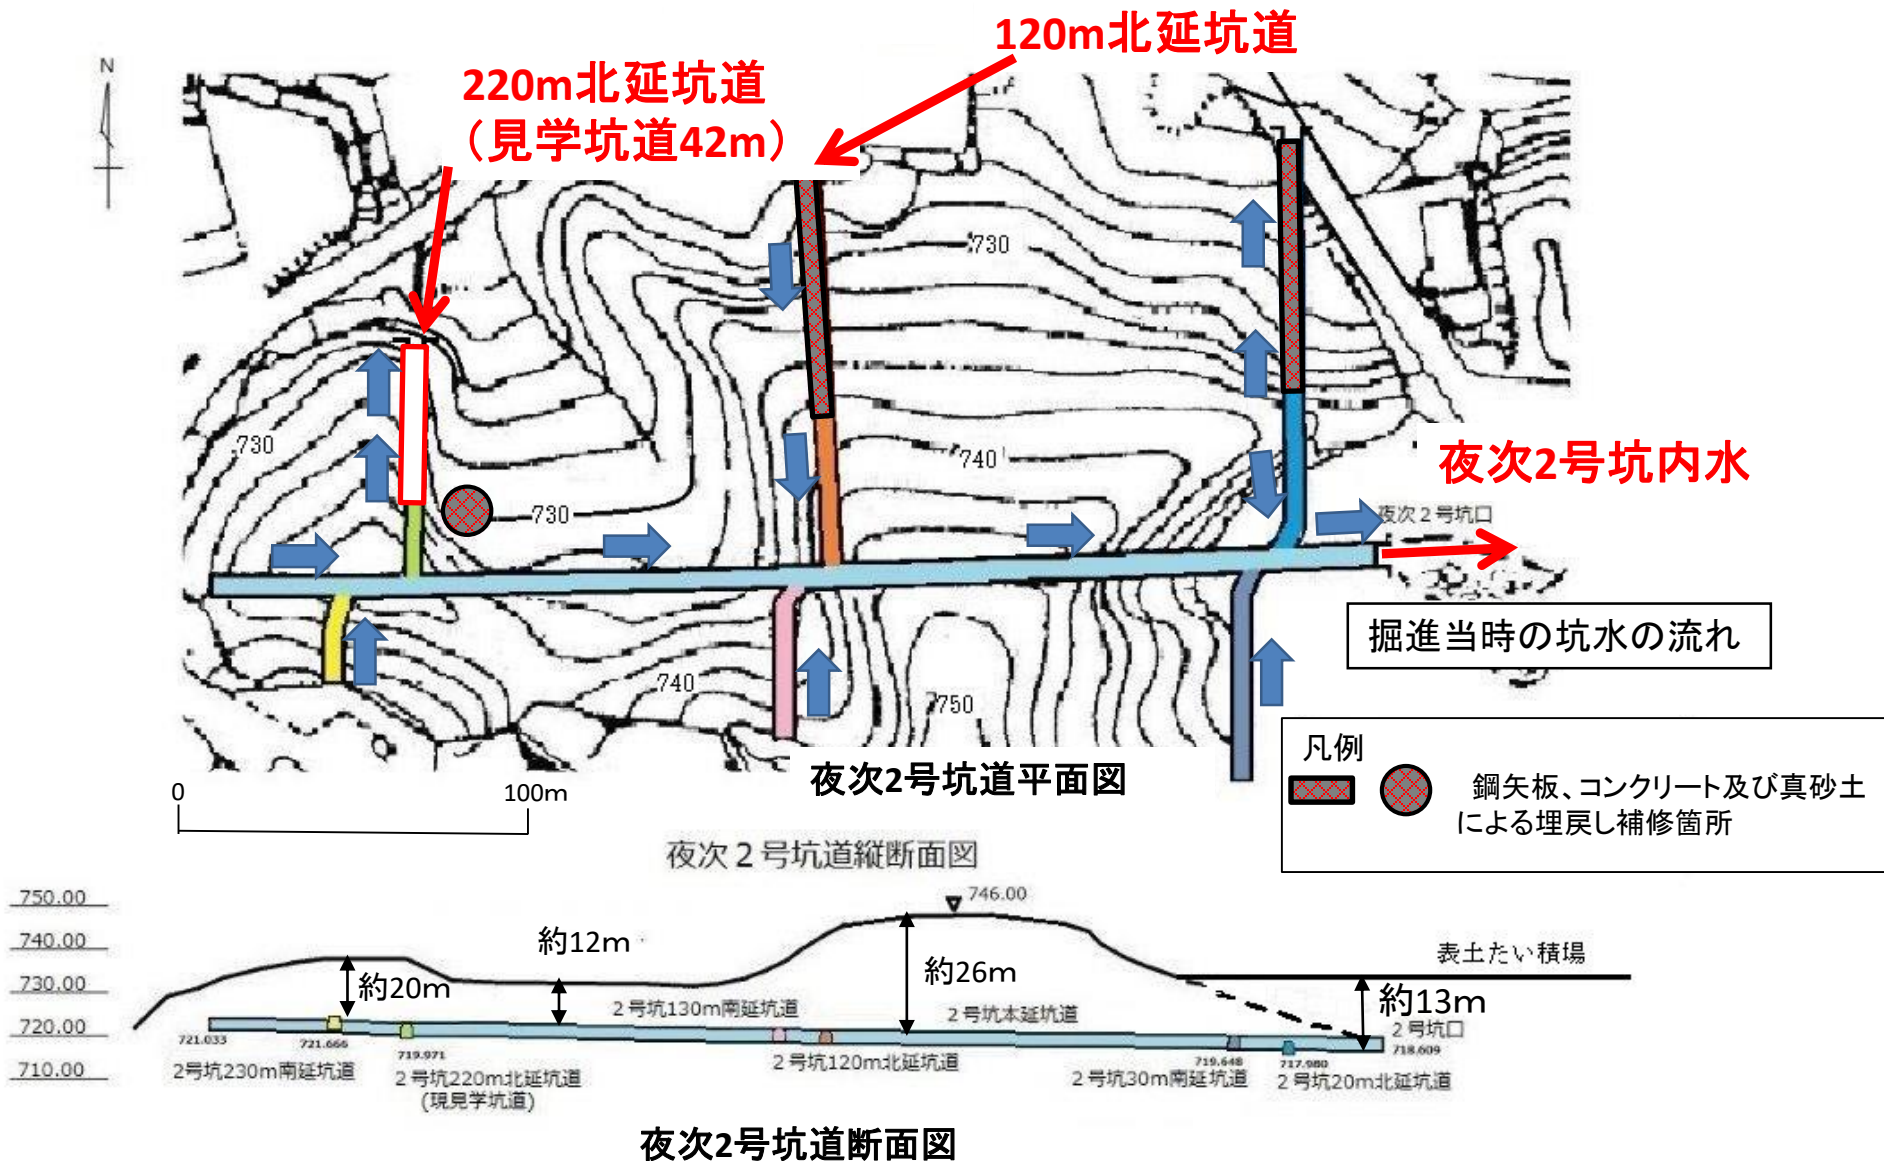 120m北延坑道
N
220m北延坑道
（見学坑道42m）
730
730
740
夜次2号坑内水
730
夜次２号坑口
掘進当時の坑水の流れ
740
750
凡例
夜次2号坑道平面図
鋼矢板、コンクリート及び真砂土
による埋戻し補修箇所
0
100m
夜次２号坑道縦断面図
750.00
746.00
740.00
約12m
表土たい積場
730.00
約20m
約26m
約13m
２号坑130m南延坑道
２号坑本延坑道
720.00
２号坑口
721.033
721.666
719.971
719.648
717.980
718.609
710.00
2号坑230m南延坑道
２号坑220m北延坑道
(現見学坑道)
２号坑120m北延坑道
２号坑30m南延坑道
２号坑20m北延坑道
夜次2号坑道断面図